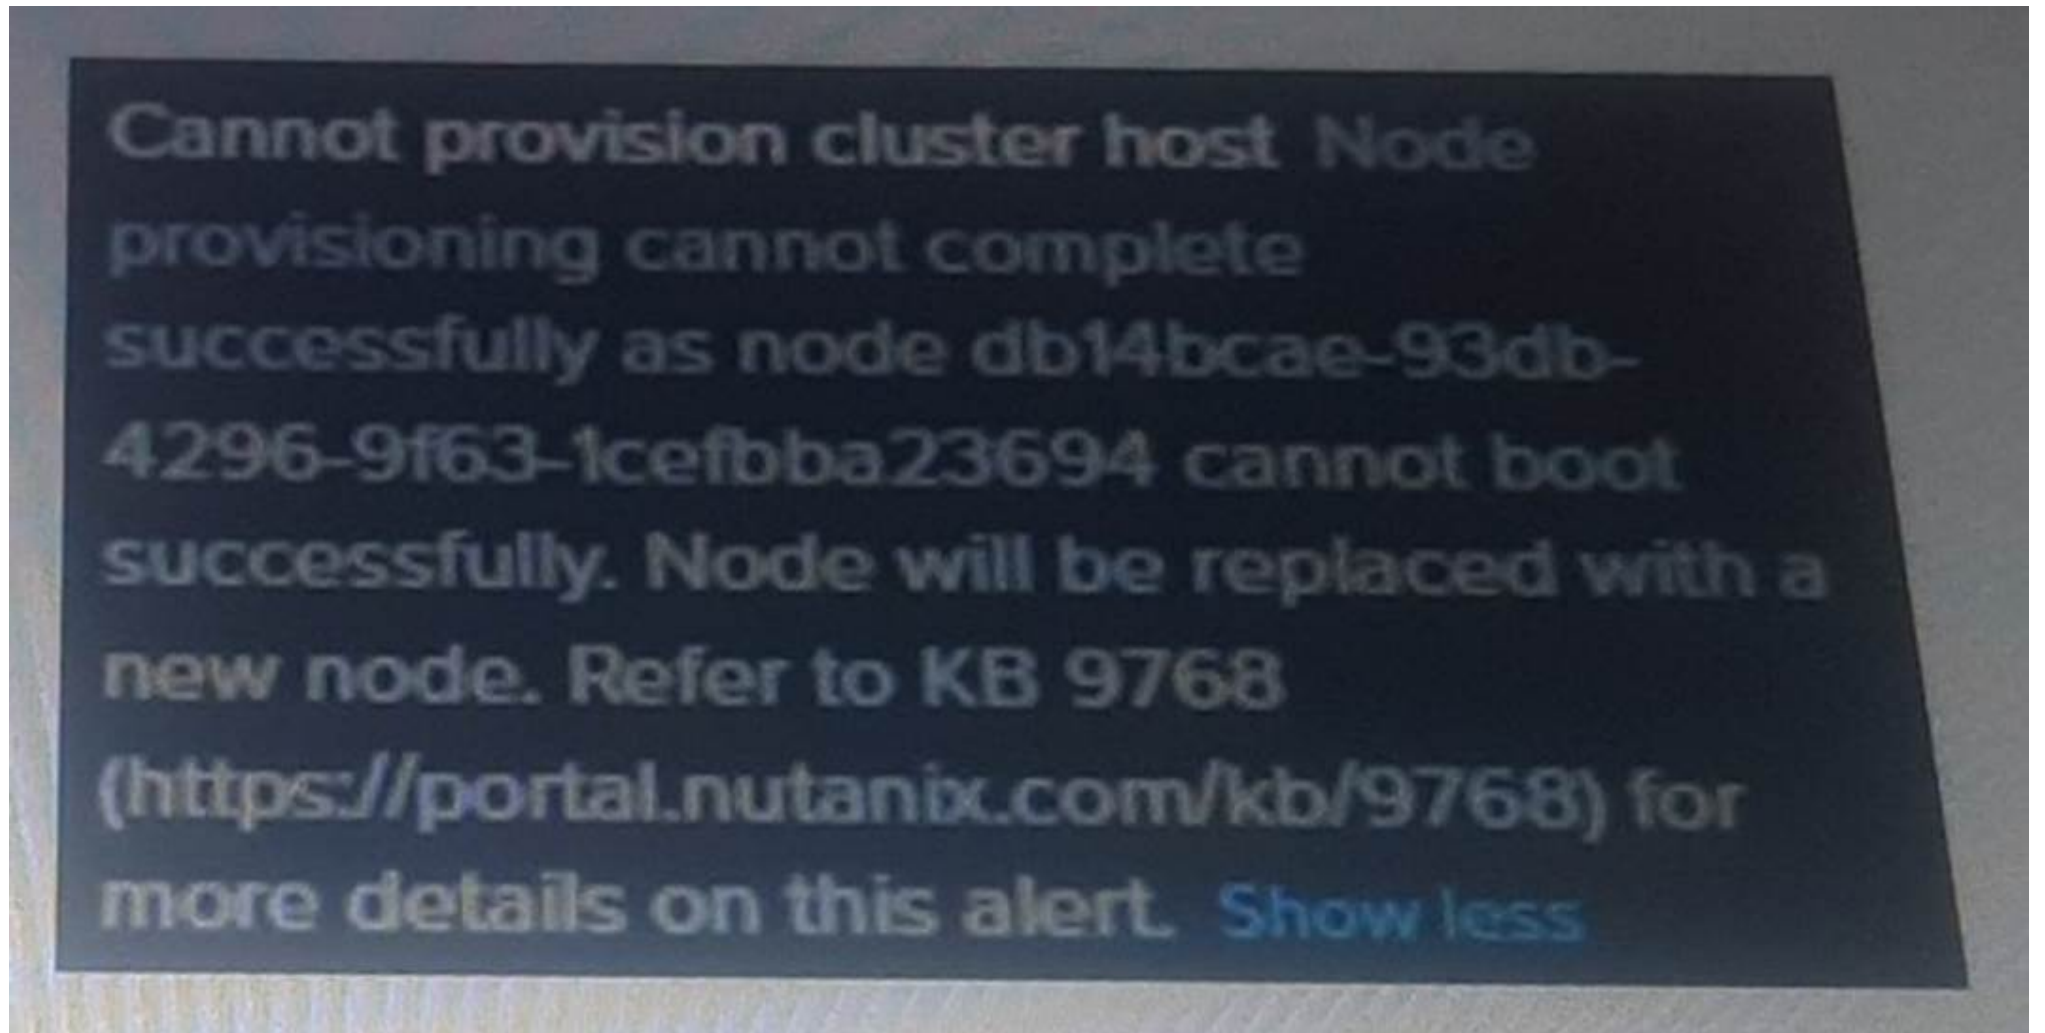 Cannot provision cluster host Node
provisioning cannot complete
successfully as node db14bcae-93db-
4296-9f63-1cefbba23694 cannot boot
successfully. Node will be replaced with a
new node. Refer to KB 9768
(https://portal.nutanix.com/kb/9768) for
more details on this alert. Show less